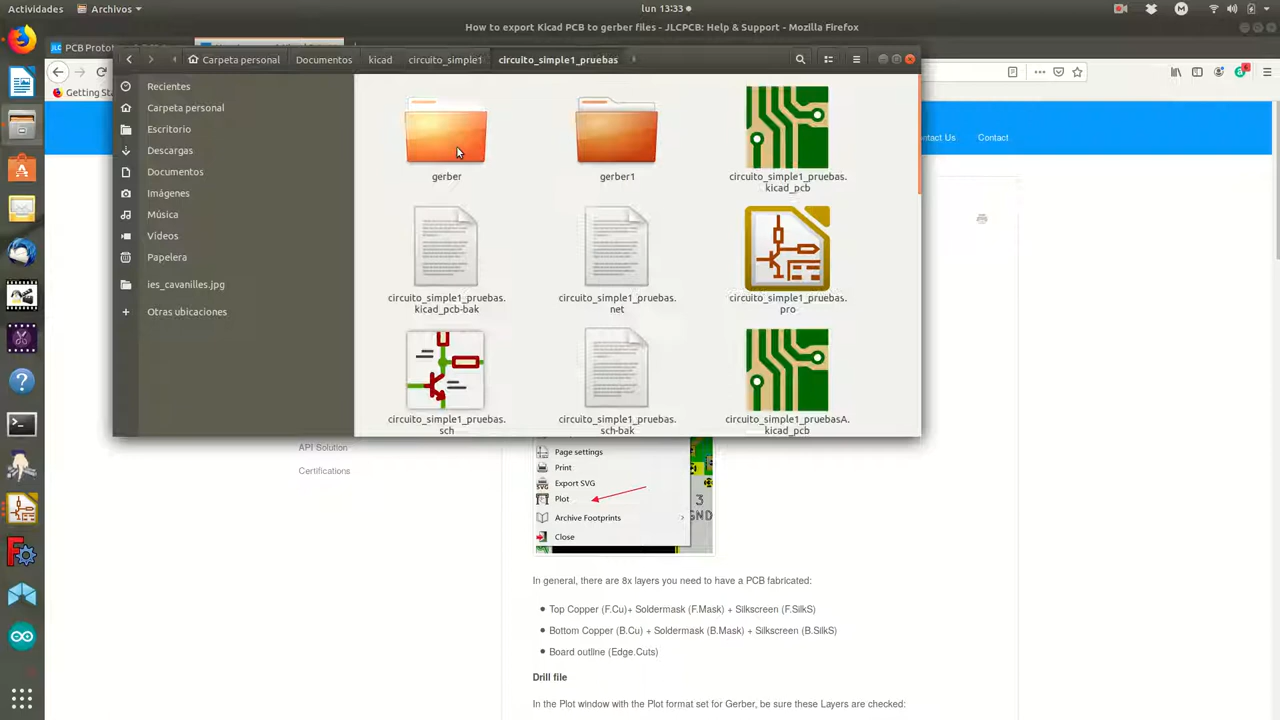 Actividades
Archivos
lun 13:33
How to export Kicad PCB to gerber files - JLCPCB: Help & Support - Mozilla Firefox
JLC PCB Protot
Carpeta personal
Documentos
kicad
circuito_simple1
circuito_simple1_pruebas
Getting Sta
Recientes
Carpeta personal
Escritorio
Descargas
Documentos
Imágenes
Música
Vídeos
Papelera
ies_cavanilles.jpg
+ Otras ubicaciones
gerber
gerber1
circuito_simple1_pruebas.
kicad_pcb
circuito_simple1_pruebas.
kicad_pcb-bak
circuito_simple1_pruebas.
net
circuito_simple1_pruebas.
pro
circuito_simple1_pruebas.
sch
circuito_simple1_pruebas.
sch-bak
circuito_simple1_pruebasA.
kicad_pcb
ntact Us
Contact
API Solution
Certifications
Page settings
Print
Export SVG
Plot
Archive Footprints
Close
3
GND
In general, there are 8x layers you need to have a PCB fabricated:
● Top Copper (F.Cu)+ Soldermask (F.Mask) + Silkscreen (F.SilkS)
● Bottom Copper (B.Cu) + Soldermask (B.Mask) + Silkscreen (B.SilkS)
● Board outline (Edge.Cuts)
Drill file
In the Plot window with the Plot format set for Gerber, be sure these Layers are checked: